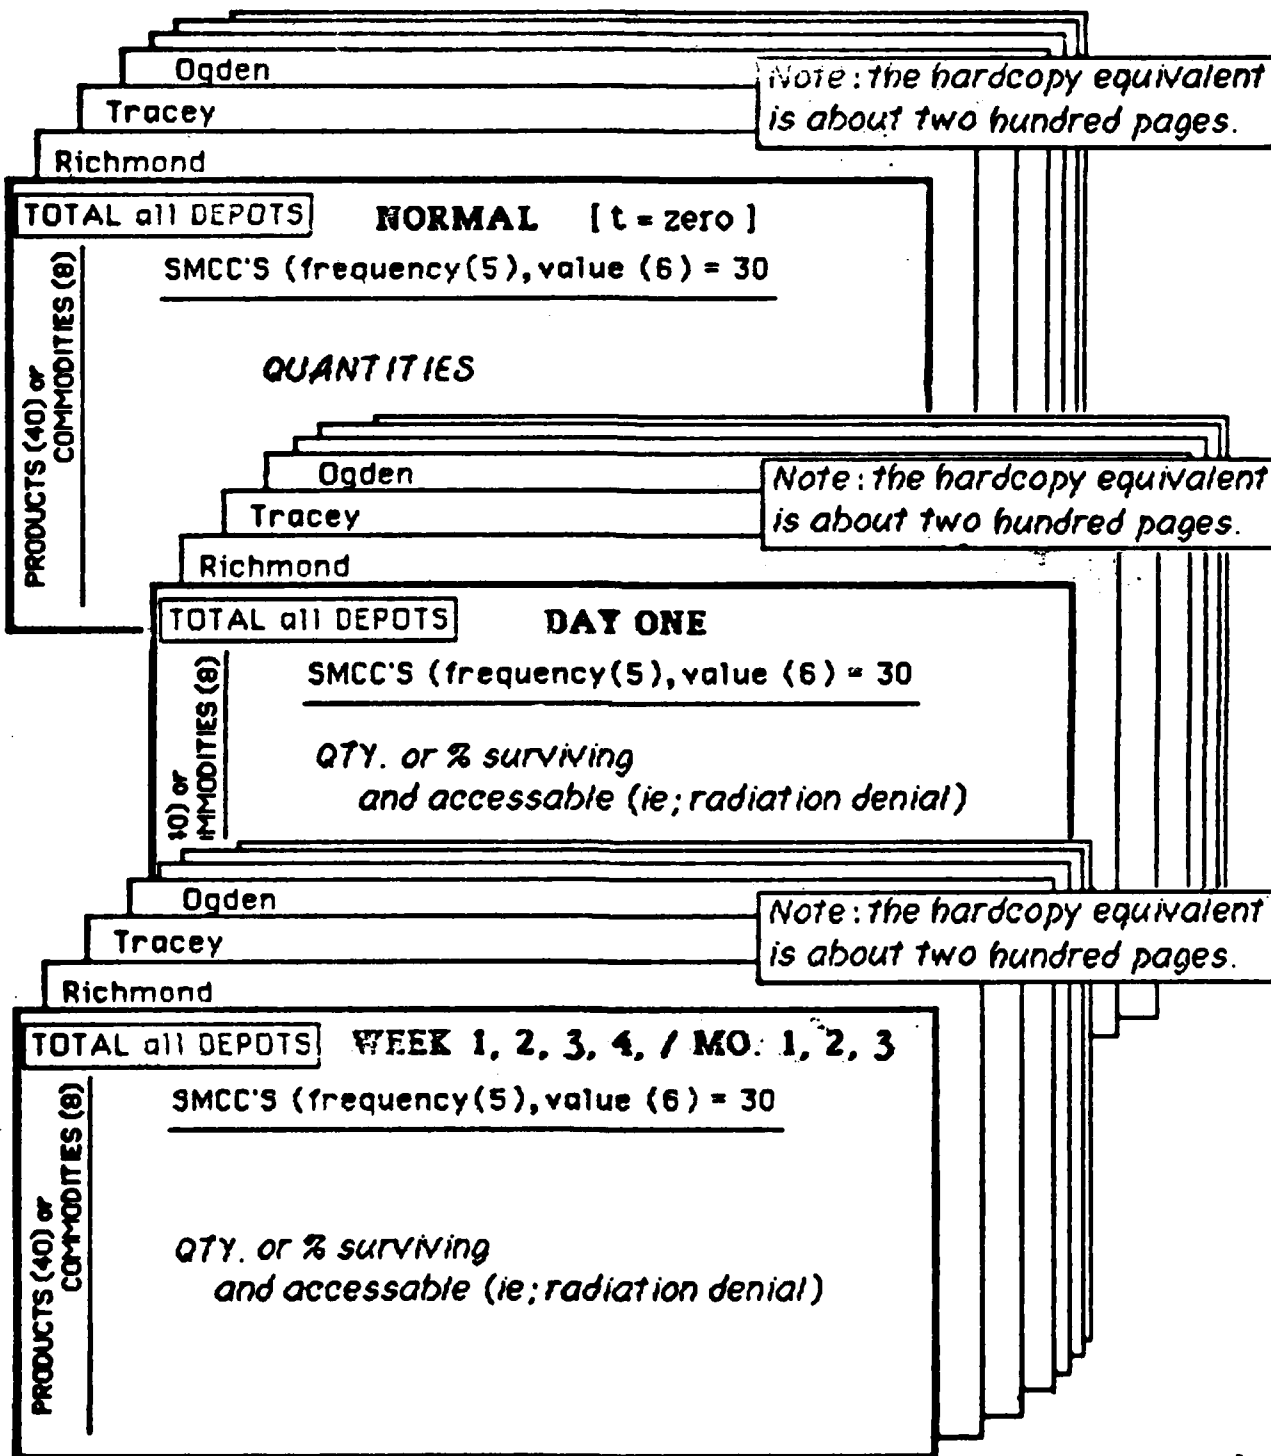 Ogden
Note: the hardcopy equivalent
is about two hundred pages.
Tracey
Richmond
TOTAL all DEPOTS NORMAL [ t = zero ]
SMCC'S (frequency(5), value (6) = 30
PRODUCTS (40) or
COMMODITIES (8)
QUANTITIES
Ogden
Note: the hardcopy equivalent
is about two hundred pages.
Tracey
Richmond
TOTAL all DEPOTS DAY ONE
SMCC'S (frequency(5), value (6) = 30
40) or
MMODITIES (8)
QTY. or % surviving
and accessable (ie; radiation denial)
Ogden
Note: the hardcopy equivalent
is about two hundred pages.
Tracey
Richmond
TOTAL all DEPOTS WEEK 1, 2, 3, 4, / MO. 1, 2, 3
SMCC'S (frequency(5), value (6) = 30
PRODUCTS (40) or
COMMODITIES (8)
QTY. or % surviving
and accessable (ie; radiation denial)